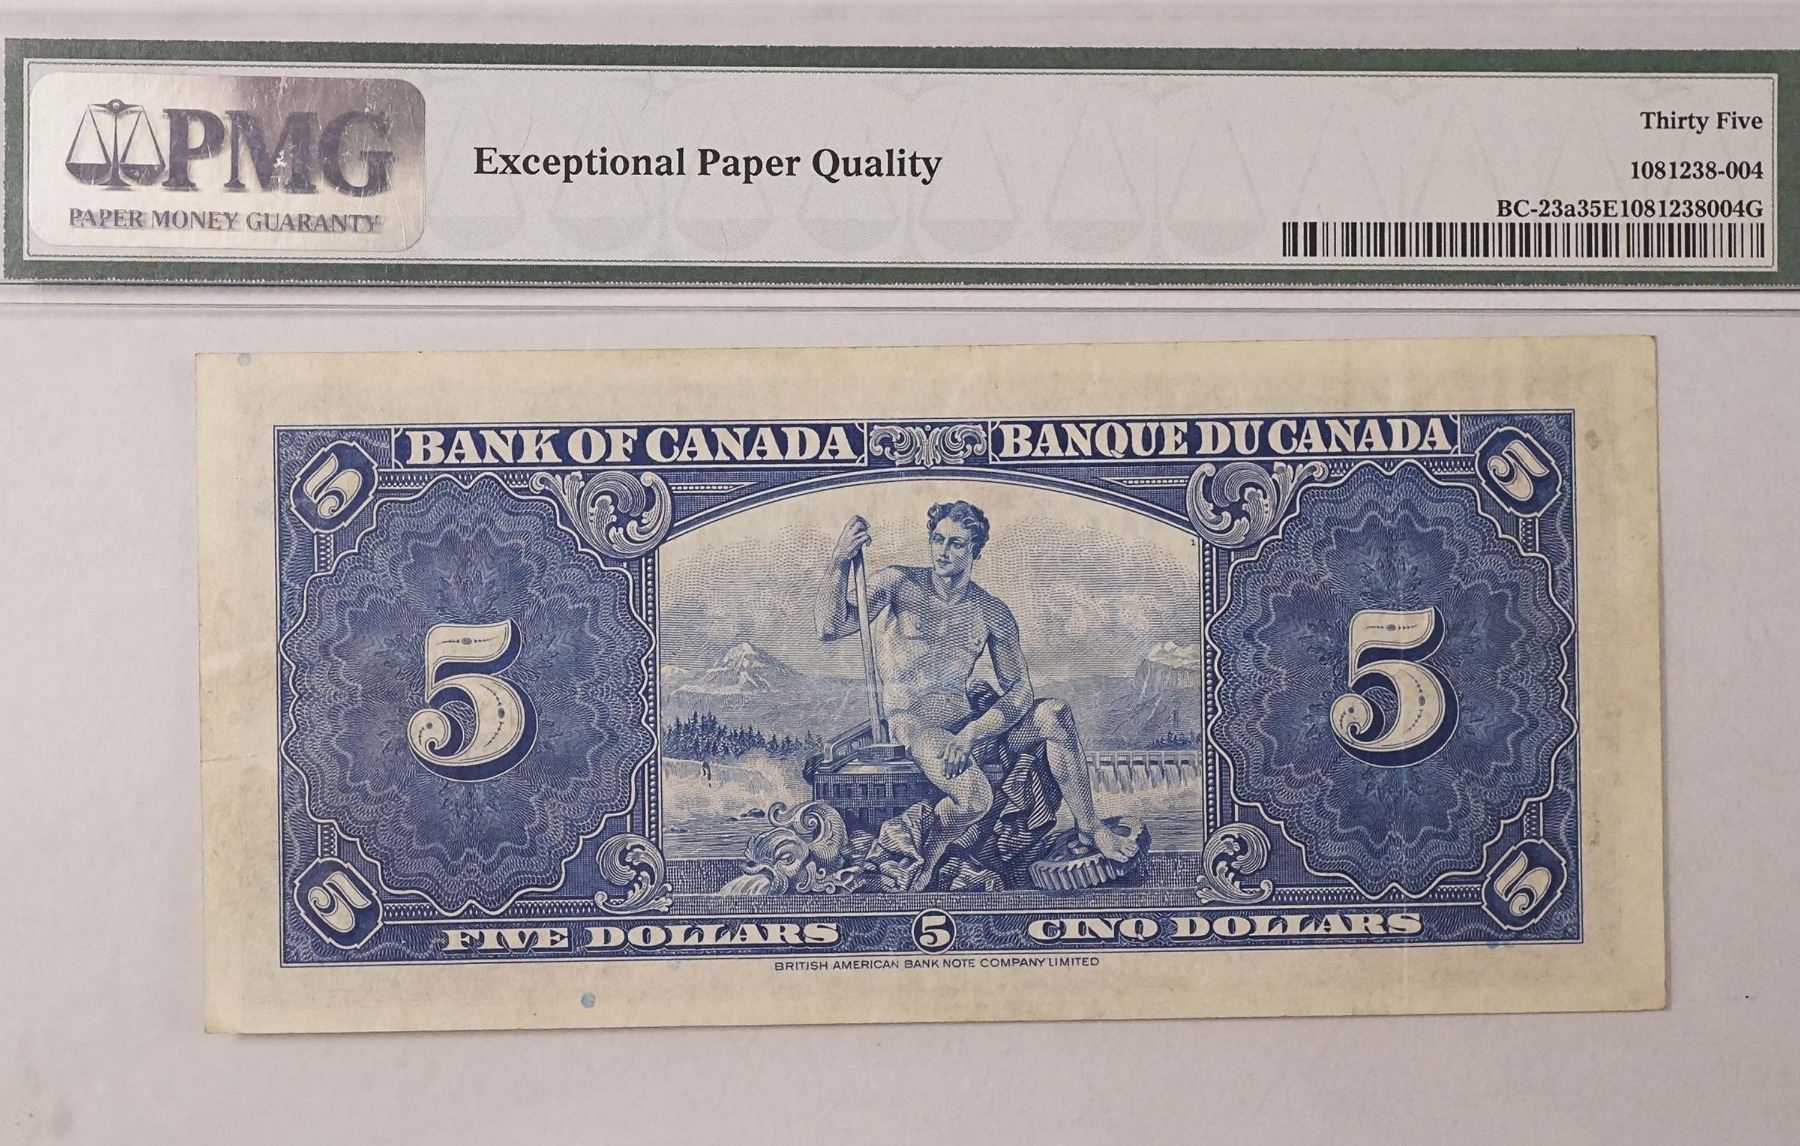 PMG
PAPER MONEY GUARANTY
Exceptional Paper Quality
Thirty Five
1081238-004
BC-23a35E1081238004G
BANK OF CANADA BANQUE DU CANADA
5 5
5 5
5 5
FIVE DOLLARS 5 CINQ DOLLARS
BRITISH AMERICAN BANK NOTE COMPANY LIMITED